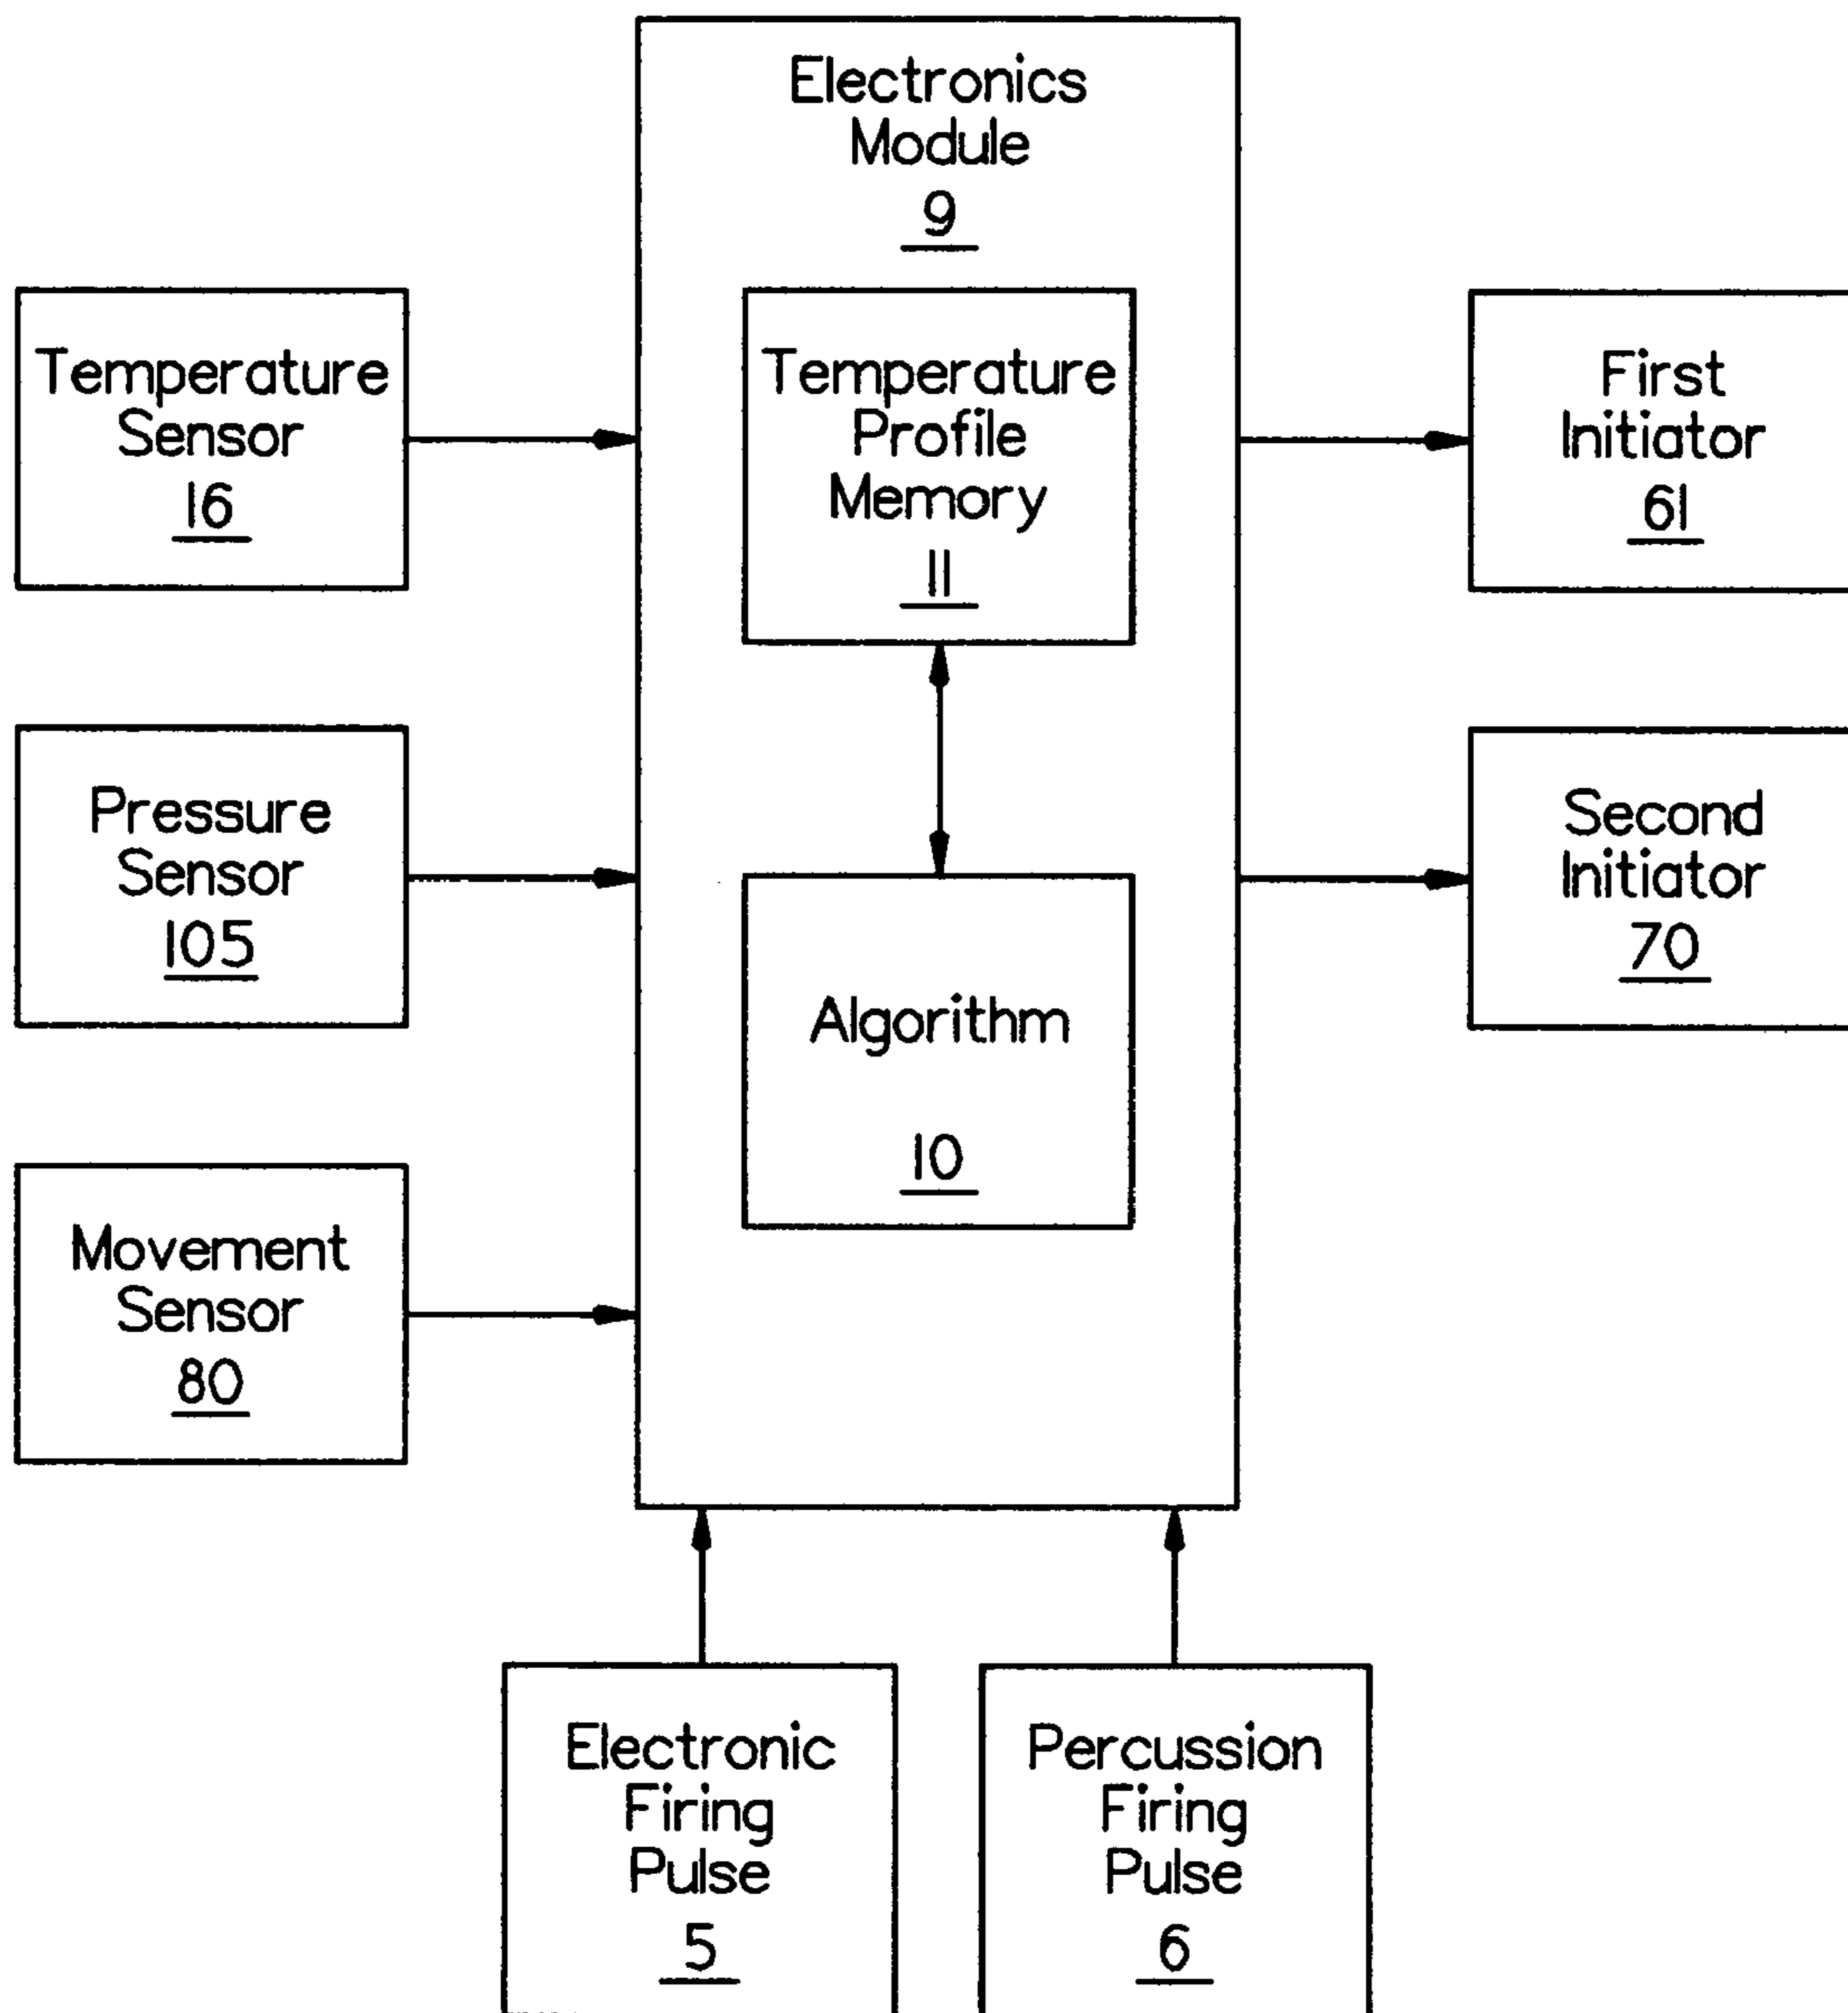 Electronics
Module
9
Temperature
Sensor
16
Temperature
Profile
Memory
11
First
Initiator
61
Pressure
Sensor
105
Second
Initiator
70
Algorithm
10
Movement
Sensor
80
Electronic
Firing
Pulse
5
Percussion
Firing
Pulse
6